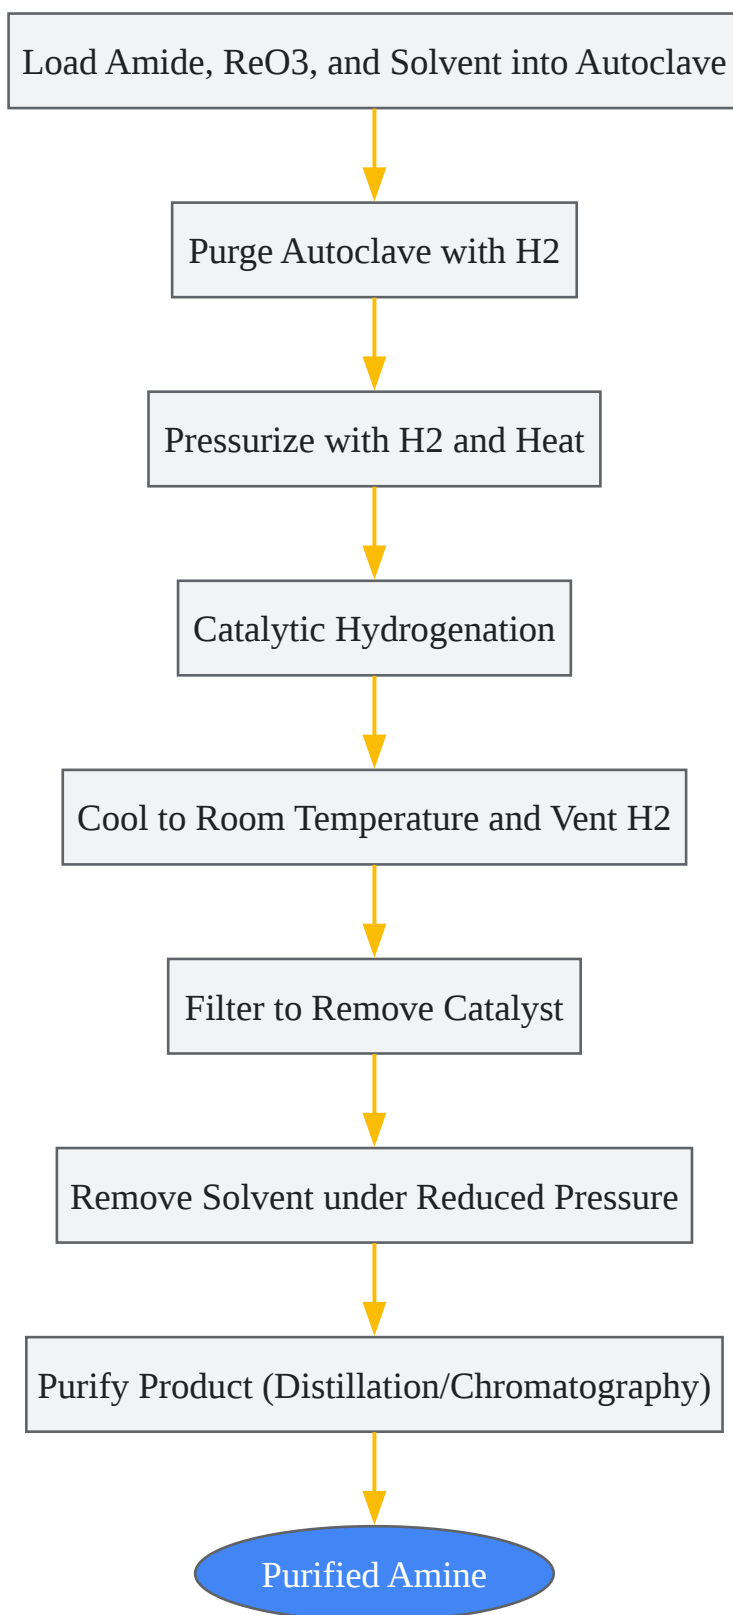 Load Amide, ReO3, and Solvent into Autoclave
Purge Autoclave with H2
Pressurize with H2 and Heat
Catalytic Hydrogenation
Cool to Room Temperature and Vent H2
Filter to Remove Catalyst
Remove Solvent under Reduced Pressure
Purify Product (Distillation/Chromatography)
Purified Amine